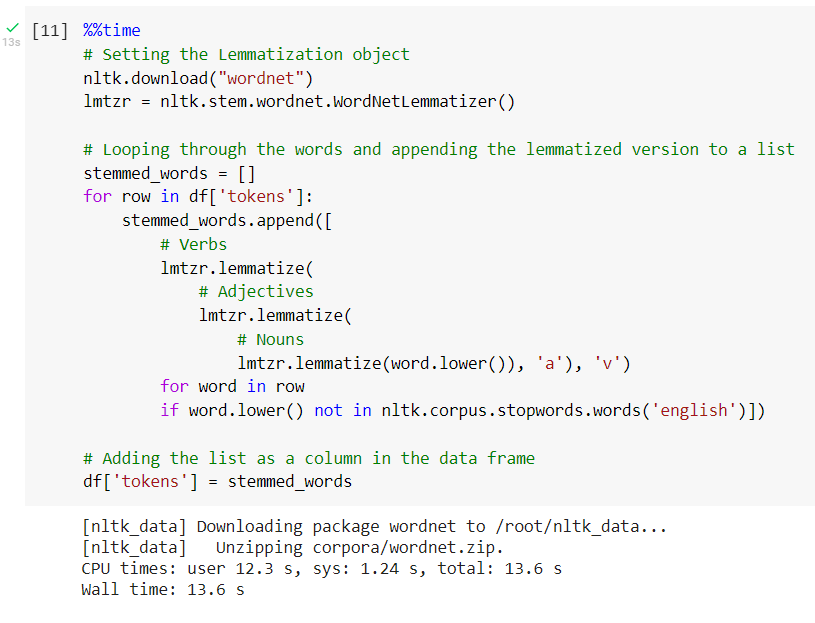 [11] %%time
13s
# Setting the Lemmatization object
nltk.download("wordnet")
lmtzr = nltk.stem.wordnet.WordNetLemmatizer()
# Looping through the words and appending the lemmatized version to a list
stemmed_words = []
for row in df['tokens']:
stemmed_words.append([
# Verbs
lmtzr.lemmatize(
# Adjectives
lmtzr.lemmatize(
# Nouns
lmtzr.lemmatize(word.lower()), 'a'), 'v')
for word in row
if word.lower() not in nltk.corpus.stopwords.words('english')])
# Adding the list as a column in the data frame
df['tokens'] = stemmed_words
[nltk_data] Downloading package wordnet to /root/nltk_data...
[nltk_data]   Unzipping corpora/wordnet.zip.
CPU times: user 12.3 s, sys: 1.24 s, total: 13.6 s
Wall time: 13.6 s